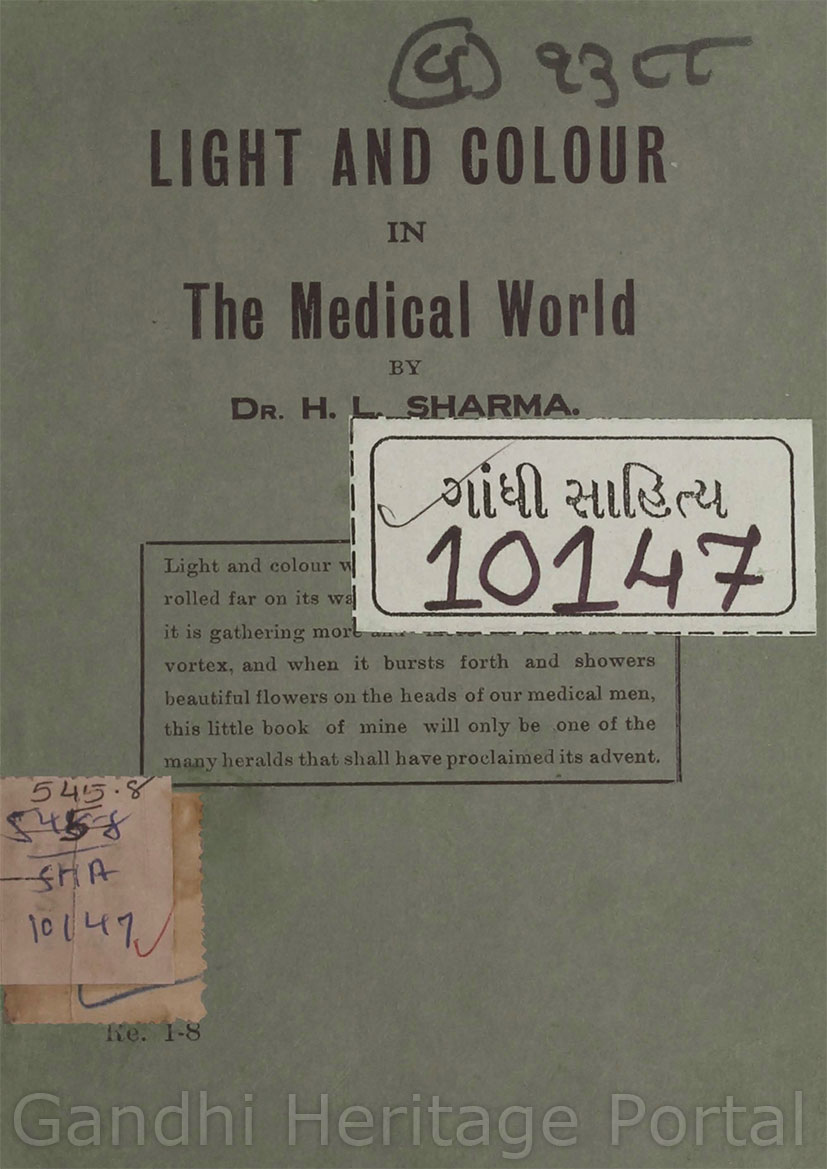 બુ ૧૩૮૮
LIGHT AND COLOUR
IN
The Medical World
BY
DR. H. L. SHARMA.
ગાંધી સાહિત્ય
10147
Light and colour
rolled far on its
it is gathering more
vortex, and when it bursts forth and showers
beautiful flowers on the heads of our medical men,
this little book of mine will only be one of the
many heralds that shall have proclaimed its advent.
545.8
545.8
SHA
10147
Re. 1-8
Gandhi Heritage Portal